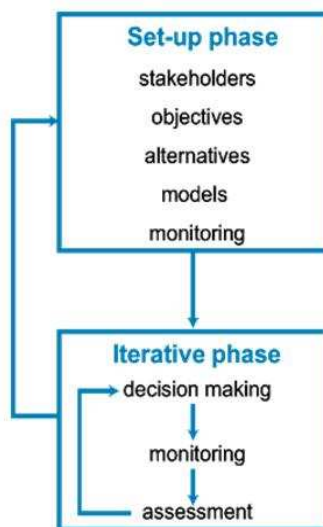 Set-up phase
stakeholders
objectives
alternatives
models
monitoring
Iterative phase
decision making
monitoring
assessment